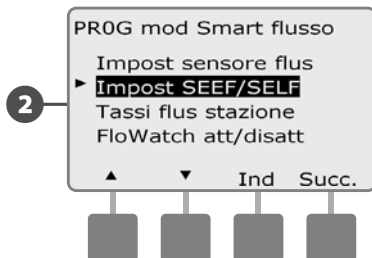 PR0G mod Smart flusso
Impost sensore flus
► Impost SEEF/SELF
2
Tassi flus stazione
FloWatch att/disatt
▲ ▼ Ind Succ.